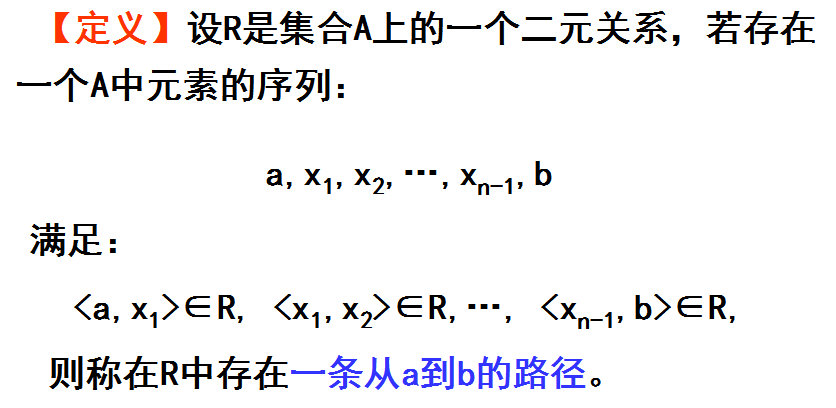 【定义】设R是集合A上的一个二元关系，若存在
一个A中元素的序列：
a, x₁, x₂, …, xₙ₋₁, b
满足：
<a, x₁>∈R, <x₁, x₂>∈R, …, <xₙ₋₁, b>∈R,
则称在R中存在一条从a到b的路径。